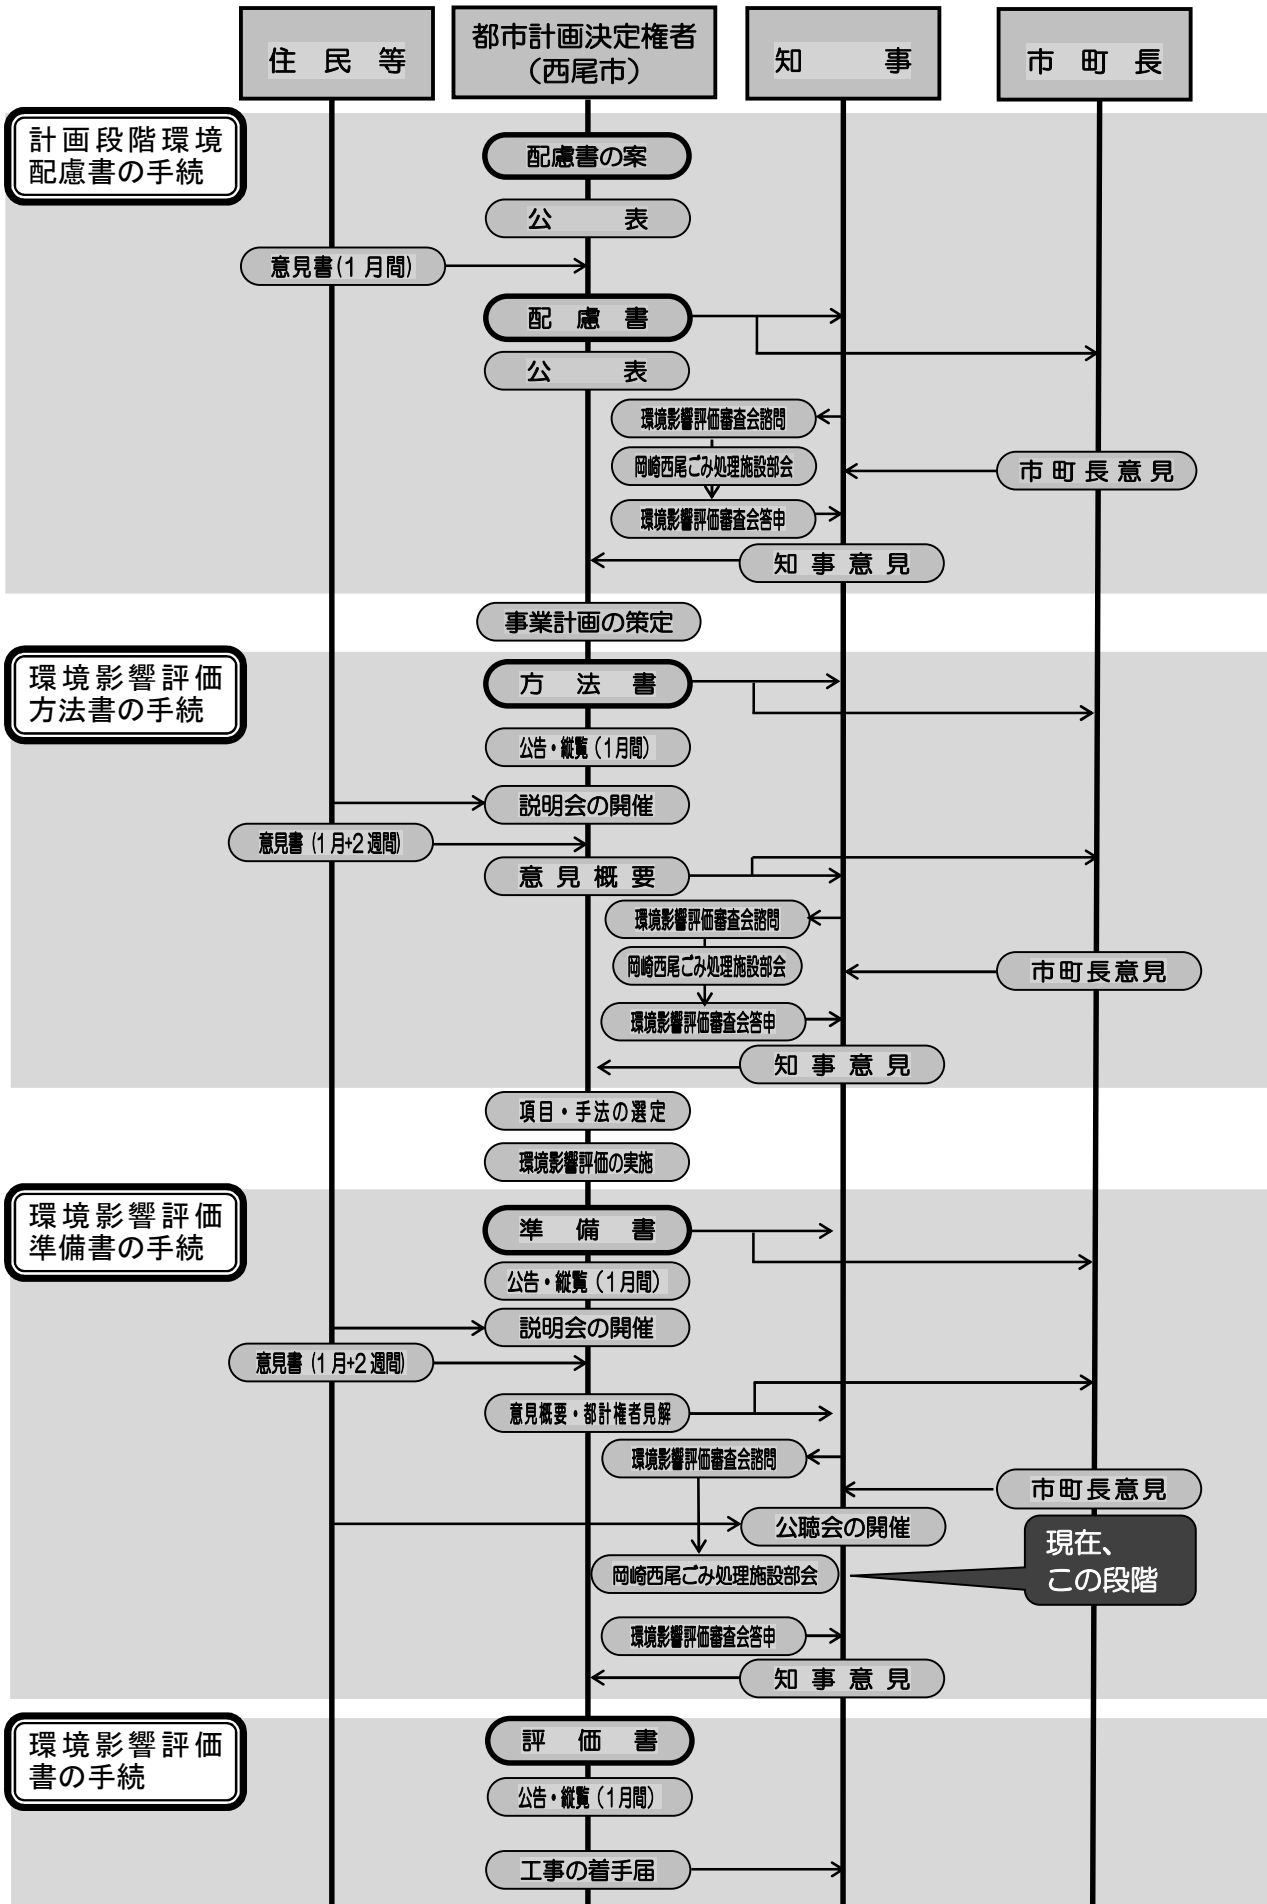 住民等
都市計画決定権者
（西尾市）
知事
市町長
計画段階環境
配慮書の手続
配慮書の案
公表
意見書(1月間)
配慮書
公表
環境影響評価審査会諮問
岡崎西尾ごみ処理施設部会
市町長意見
環境影響評価審査会答申
知事意見
事業計画の策定
環境影響評価
方法書の手続
方法書
公告・縦覧（1月間）
説明会の開催
意見書（1月+2週間）
意見概要
環境影響評価審査会諮問
岡崎西尾ごみ処理施設部会
市町長意見
環境影響評価審査会答申
知事意見
項目・手法の選定
環境影響評価の実施
環境影響評価
準備書の手続
準備書
公告・縦覧（1月間）
説明会の開催
意見書（1月+2週間）
意見概要・都計権者見解
環境影響評価審査会諮問
市町長意見
公聴会の開催
現在、
この段階
岡崎西尾ごみ処理施設部会
環境影響評価審査会答申
知事意見
環境影響評価
書の手続
評価書
公告・縦覧（1月間）
工事の着手届